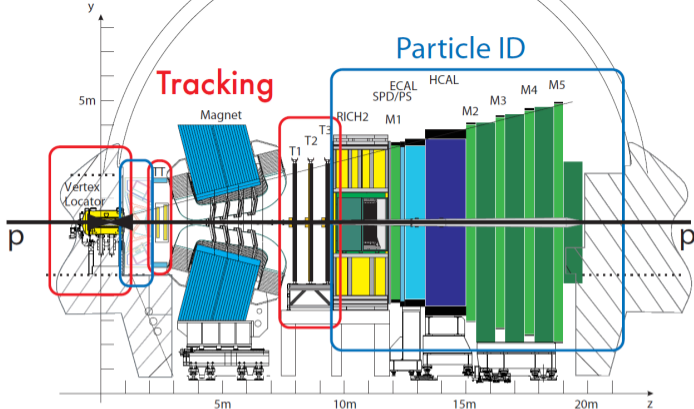 y
Particle ID
Tracking
ECAL
HCAL
SPD/PS
M5
M4
M3
M2
5m
Magnet
RICH2
M1
T3
T2
T1
TT
Vertex
Locator
p
p
5m
10m
15m
20m
z